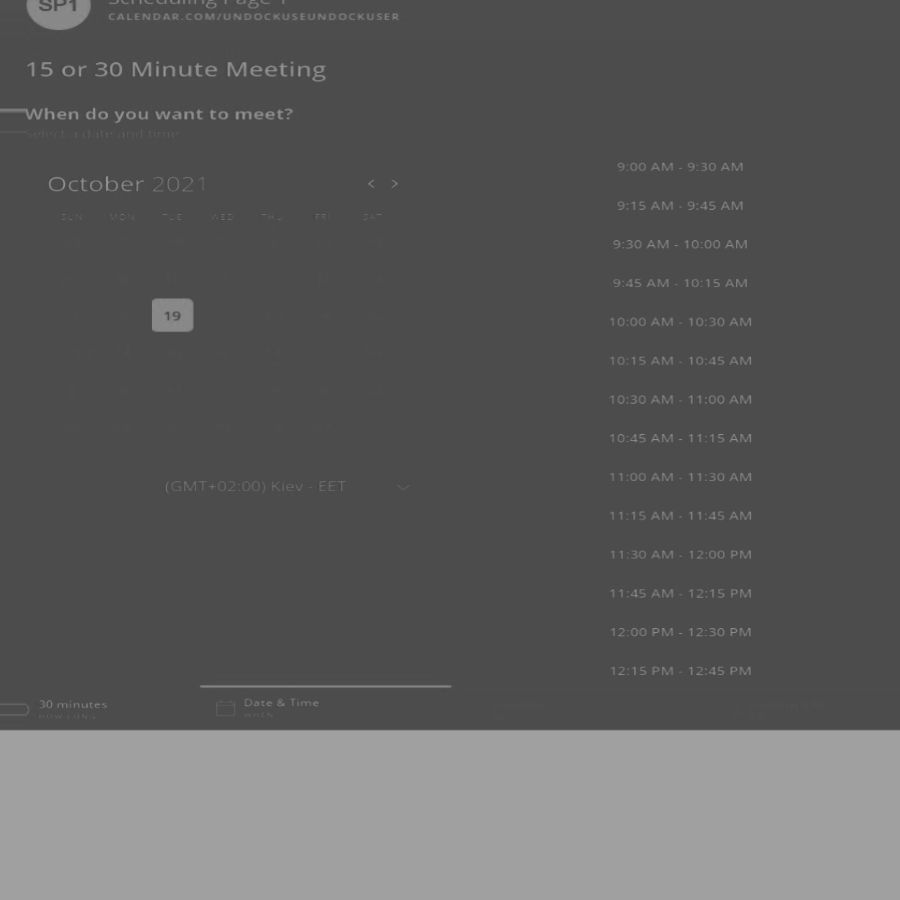 SP1
Scheduling Page 1
CALENDAR.COM/UNDOCKUSEUNDOCKUSER
15 or 30 Minute Meeting
When do you want to meet?
Select a date and time
October 2021
< >
SUN MON TUE WED THU FRI SAT
19
(GMT+02:00) Kiev - EET
9:00 AM - 9:30 AM
9:15 AM - 9:45 AM
9:30 AM - 10:00 AM
9:45 AM - 10:15 AM
10:00 AM - 10:30 AM
10:15 AM - 10:45 AM
10:30 AM - 11:00 AM
10:45 AM - 11:15 AM
11:00 AM - 11:30 AM
11:15 AM - 11:45 AM
11:30 AM - 12:00 PM
11:45 AM - 12:15 PM
12:00 PM - 12:30 PM
12:15 PM - 12:45 PM
30 minutes
HOW LONG
Date & Time
WHEN